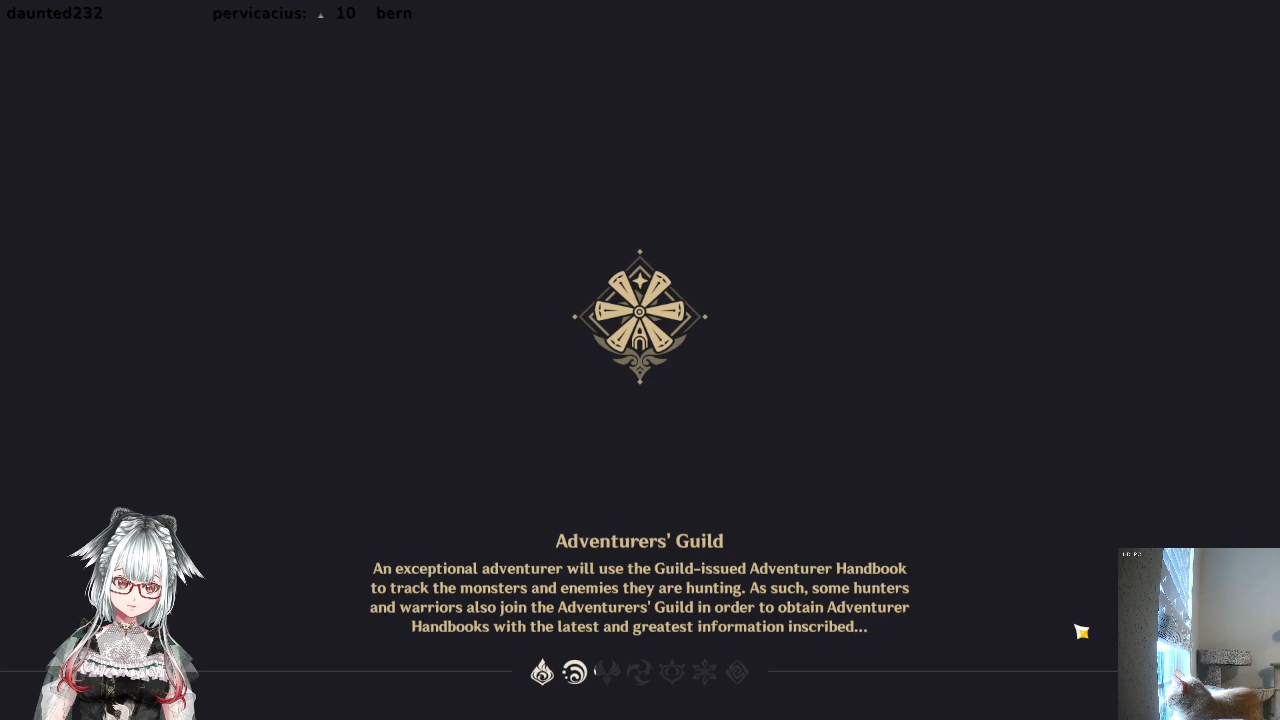 daunted232 pervicacius: 10 bern
Adventurers' Guild
An exceptional adventurer will use the Guild-issued Adventurer Handbook
to track the monsters and enemies they are hunting. As such, some hunters
and warriors also join the Adventurers' Guild in order to obtain Adventurer
Handbooks with the latest and greatest information inscribed...